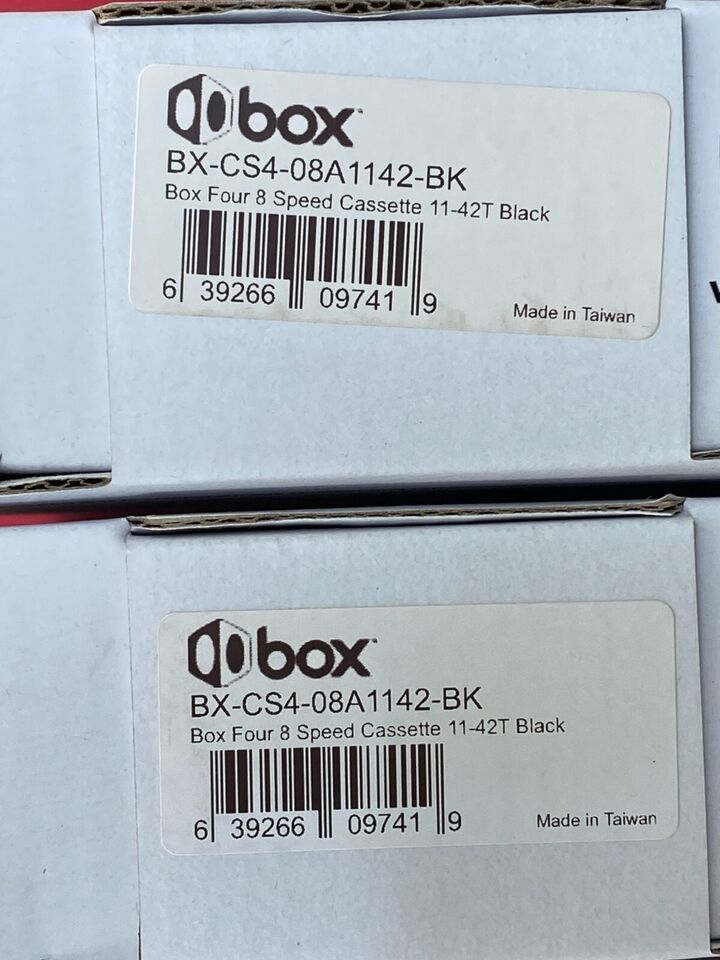 box™
BX-CS4-08A1142-BK
Box Four 8 Speed Cassette 11-42T Black
6 39266 09741 9
Made in Taiwan
box™
BX-CS4-08A1142-BK
Box Four 8 Speed Cassette 11-42T Black
6 39266 09741 9
Made in Taiwan